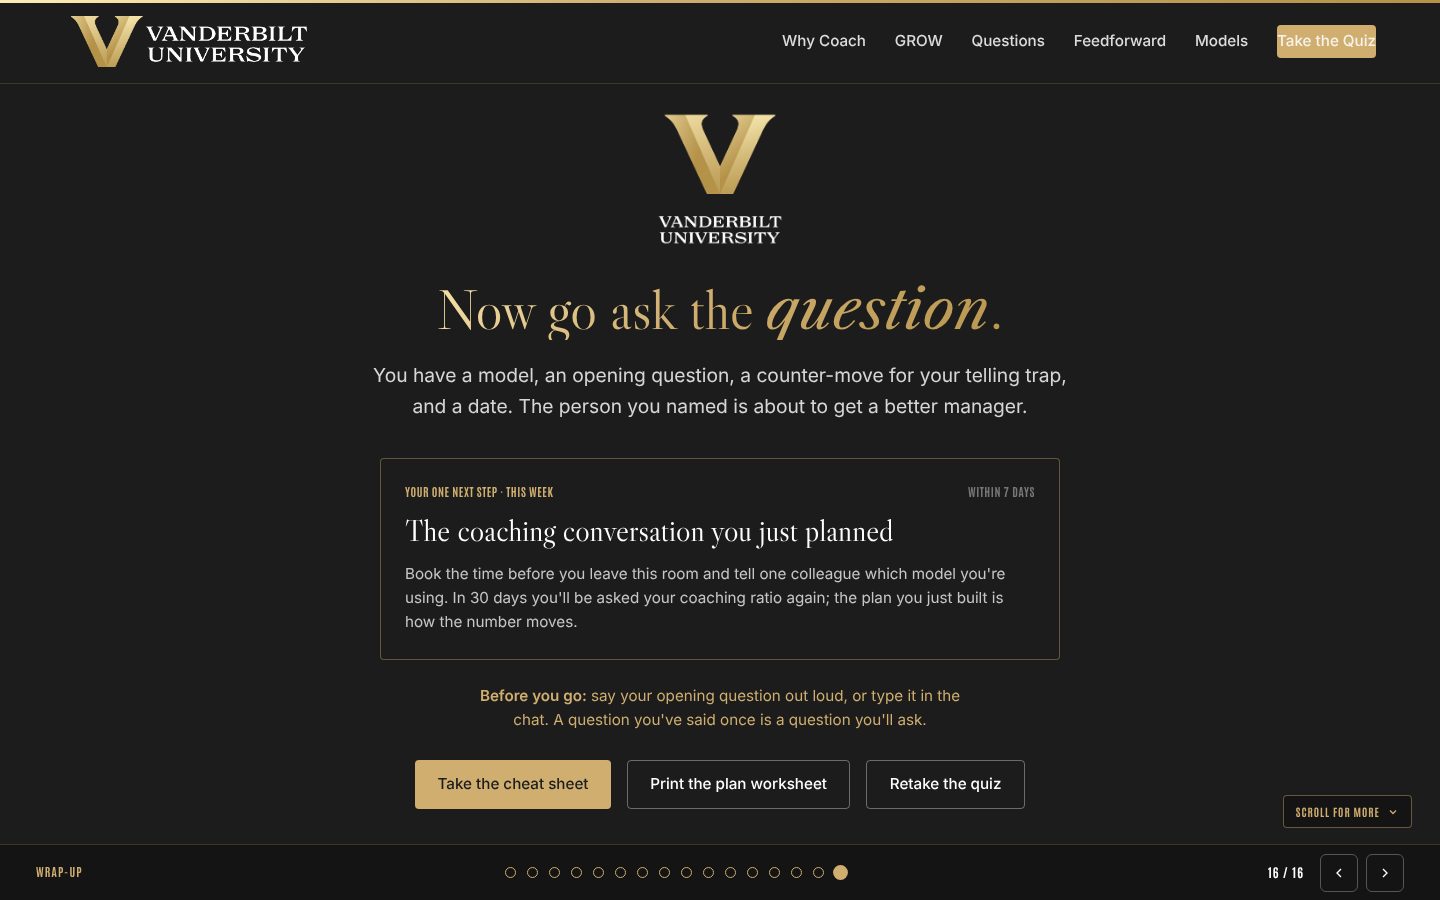 VANDERBILT
UNIVERSITY
Why Coach
GROW
Questions
Feedforward
Models
Take the Quiz
VANDERBILT
UNIVERSITY
Now go ask the question.
You have a model, an opening question, a counter-move for your telling trap,
and a date. The person you named is about to get a better manager.
YOUR ONE NEXT STEP · THIS WEEK
WITHIN 7 DAYS
The coaching conversation you just planned
Book the time before you leave this room and tell one colleague which model you're
using. In 30 days you'll be asked your coaching ratio again; the plan you just built is
how the number moves.
Before you go: say your opening question out loud, or type it in the
chat. A question you've said once is a question you'll ask.
Take the cheat sheet
Print the plan worksheet
Retake the quiz
SCROLL FOR MORE
WRAP-UP
16 / 16